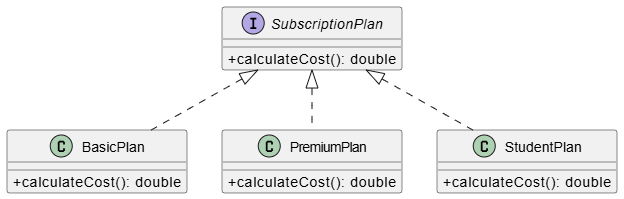 I SubscriptionPlan
+calculateCost(): double
C BasicPlan
+calculateCost(): double
C PremiumPlan
+calculateCost(): double
C StudentPlan
+calculateCost(): double